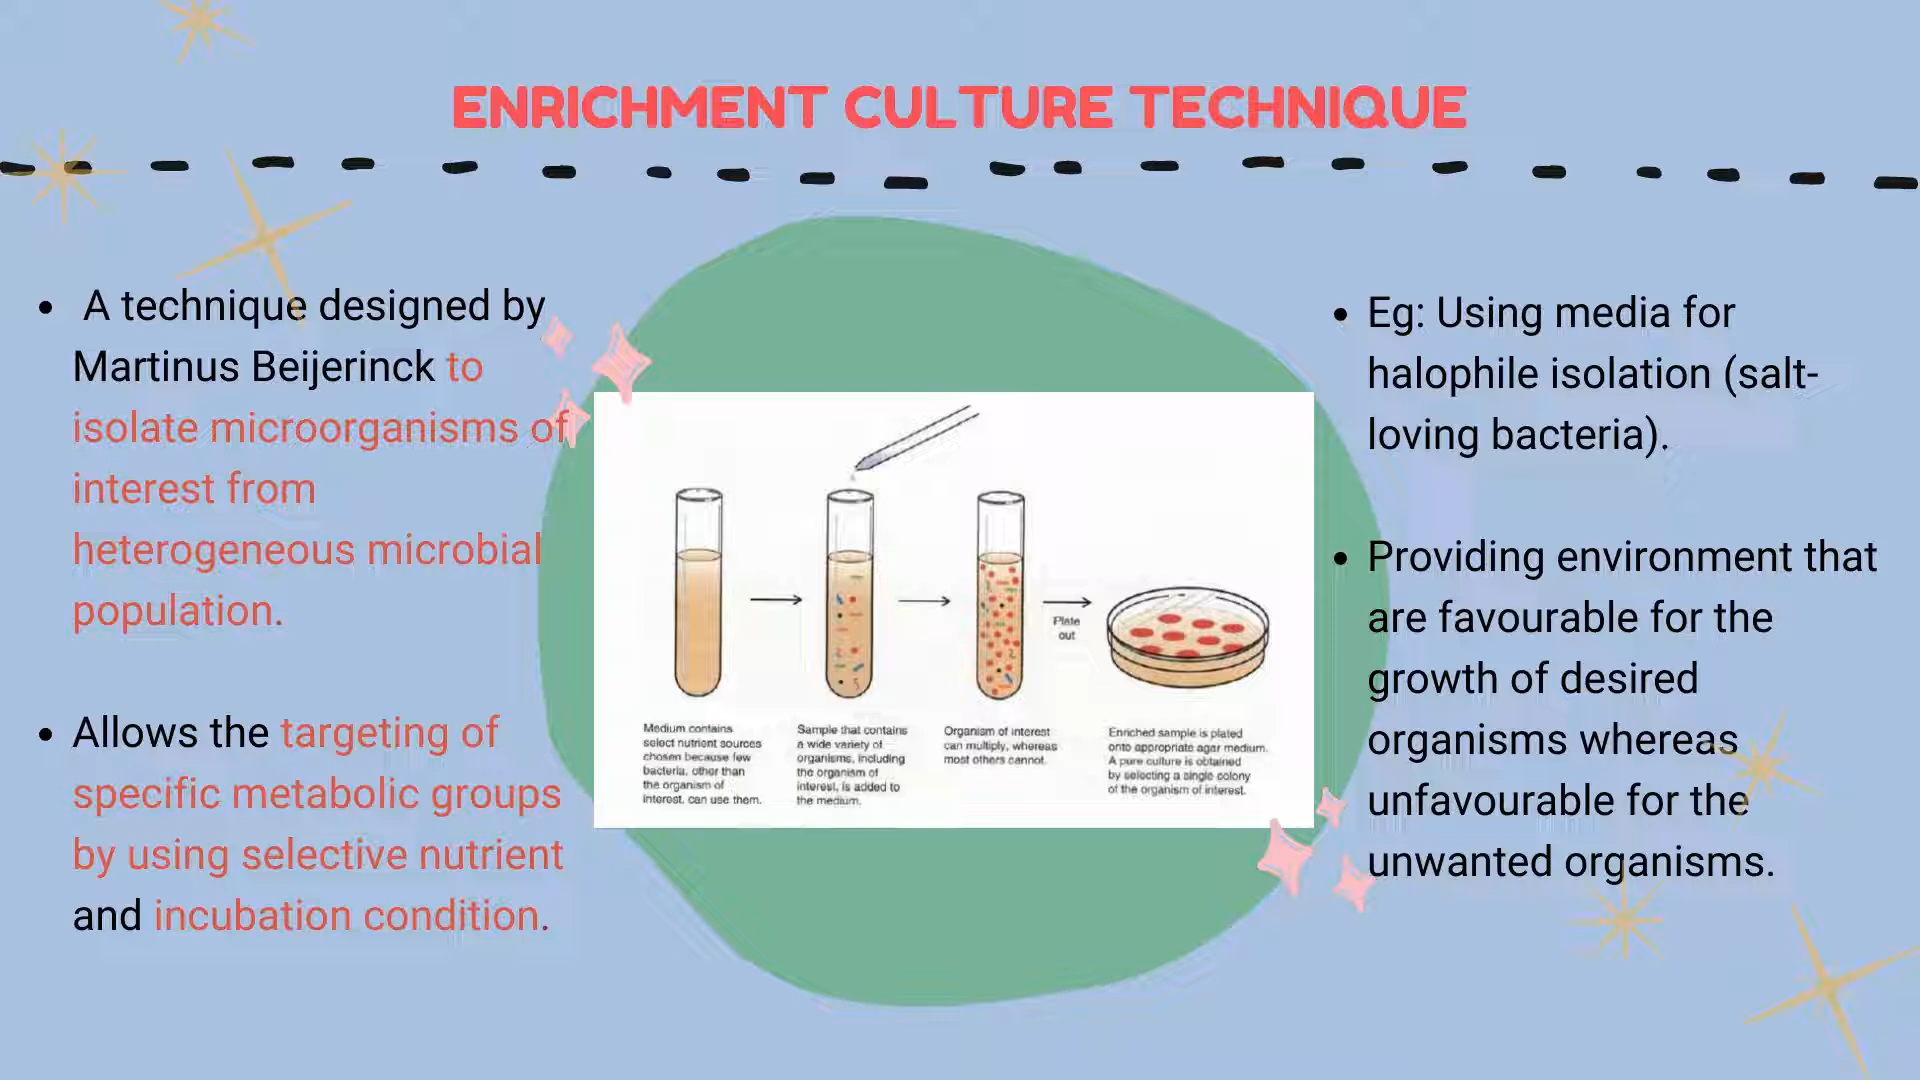 ENRICHMENT CULTURE TECHNIQUE
• A technique designed by
Martinus Beijerinck to
isolate microorganisms of
interest from
heterogeneous microbial
population.
• Allows the targeting of
specific metabolic groups
by using selective nutrient
and incubation condition.
Plate
out
Medium contains
select nutrient sources
chosen because few
bacteria, other than
the organism of
interest, can use them.
Sample that contains
a wide variety of
organisms, including
the organism of
interest, is added to
the medium.
Organism of interest
can multiply, whereas
most others cannot.
Enriched sample is plated
onto appropriate agar medium.
A pure culture is obtained
by selecting a single colony
of the organism of interest.
• Eg: Using media for
halophile isolation (salt-
loving bacteria).
• Providing environment that
are favourable for the
growth of desired
organisms whereas
unfavourable for the
unwanted organisms.